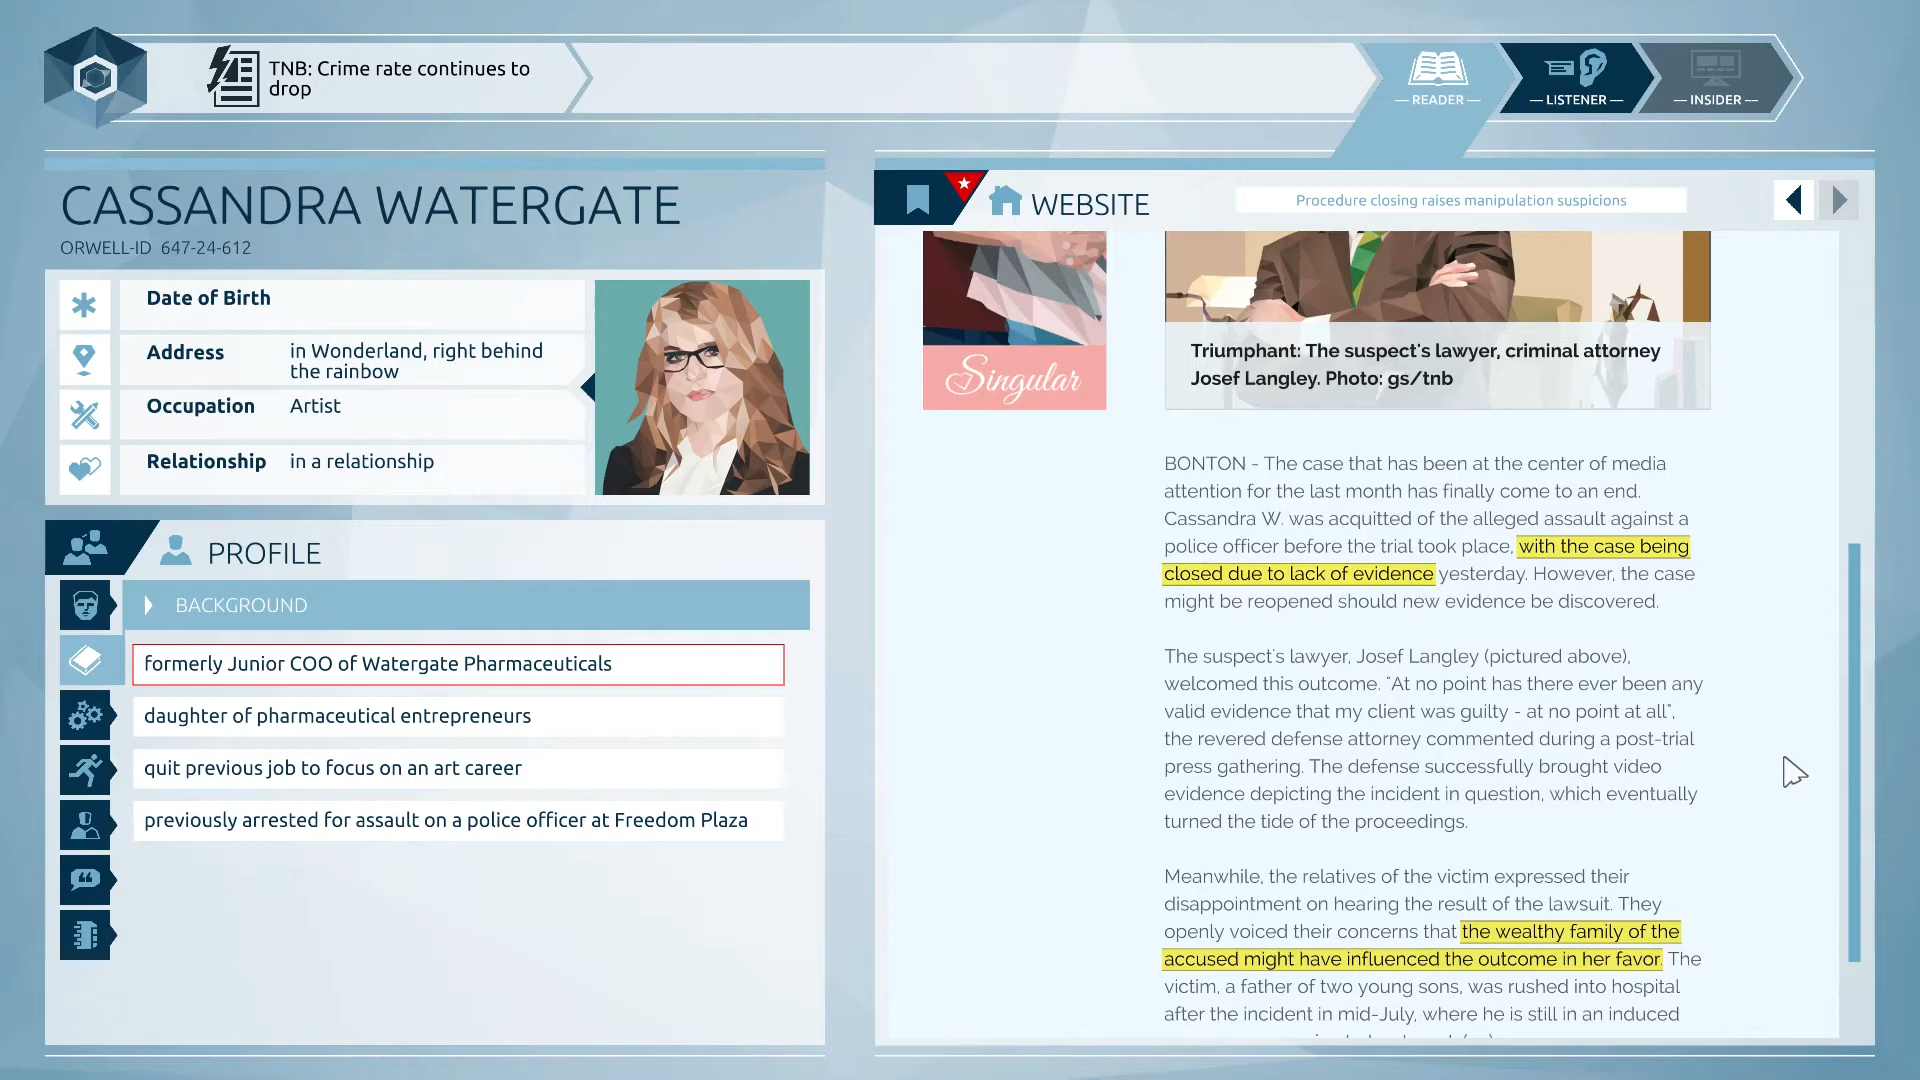 TNB: Crime rate continues to
drop
— READER —
— LISTENER —
— INSIDER —
CASSANDRA WATERGATE
ORWELL-ID 647-24-612
Date of Birth
Address in Wonderland, right behind
the rainbow
Occupation Artist
Relationship in a relationship
PROFILE
BACKGROUND
formerly Junior COO of Watergate Pharmaceuticals
daughter of pharmaceutical entrepreneurs
quit previous job to focus on an art career
previously arrested for assault on a police officer at Freedom Plaza
WEBSITE
Procedure closing raises manipulation suspicions
Singular
Triumphant: The suspect's lawyer, criminal attorney
Josef Langley. Photo: gs/tnb
BONTON - The case that has been at the center of media
attention for the last month has finally come to an end.
Cassandra W. was acquitted of the alleged assault against a
police officer before the trial took place, with the case being
closed due to lack of evidence yesterday. However, the case
might be reopened should new evidence be discovered.
The suspect's lawyer, Josef Langley (pictured above),
welcomed this outcome. "At no point has there ever been any
valid evidence that my client was guilty - at no point at all",
the revered defense attorney commented during a post-trial
press gathering. The defense successfully brought video
evidence depicting the incident in question, which eventually
turned the tide of the proceedings.
Meanwhile, the relatives of the victim expressed their
disappointment on hearing the result of the lawsuit. They
openly voiced their concerns that the wealthy family of the
accused might have influenced the outcome in her favor. The
victim, a father of two young sons, was rushed into hospital
after the incident in mid-July, where he is still in an induced